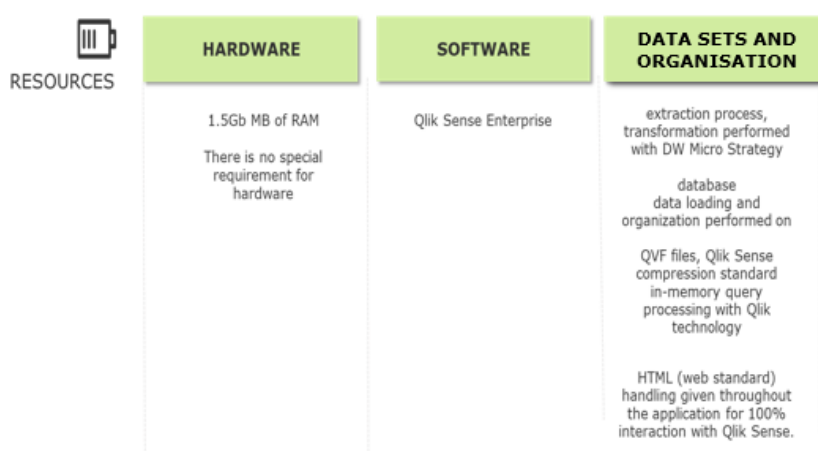 RESOURCES
HARDWARE
1.5Gb MB of RAM
There is no special
requirement for
hardware
SOFTWARE
Qlik Sense Enterprise
DATA SETS AND
ORGANISATION
extraction process,
transformation performed
with DW Micro Strategy
database
data loading and
organization performed on
QVF files, Qlik Sense
compression standard
in-memory query
processing with Qlik
technology
HTML (web standard)
handling given throughout
the application for 100%
interaction with Qlik Sense.